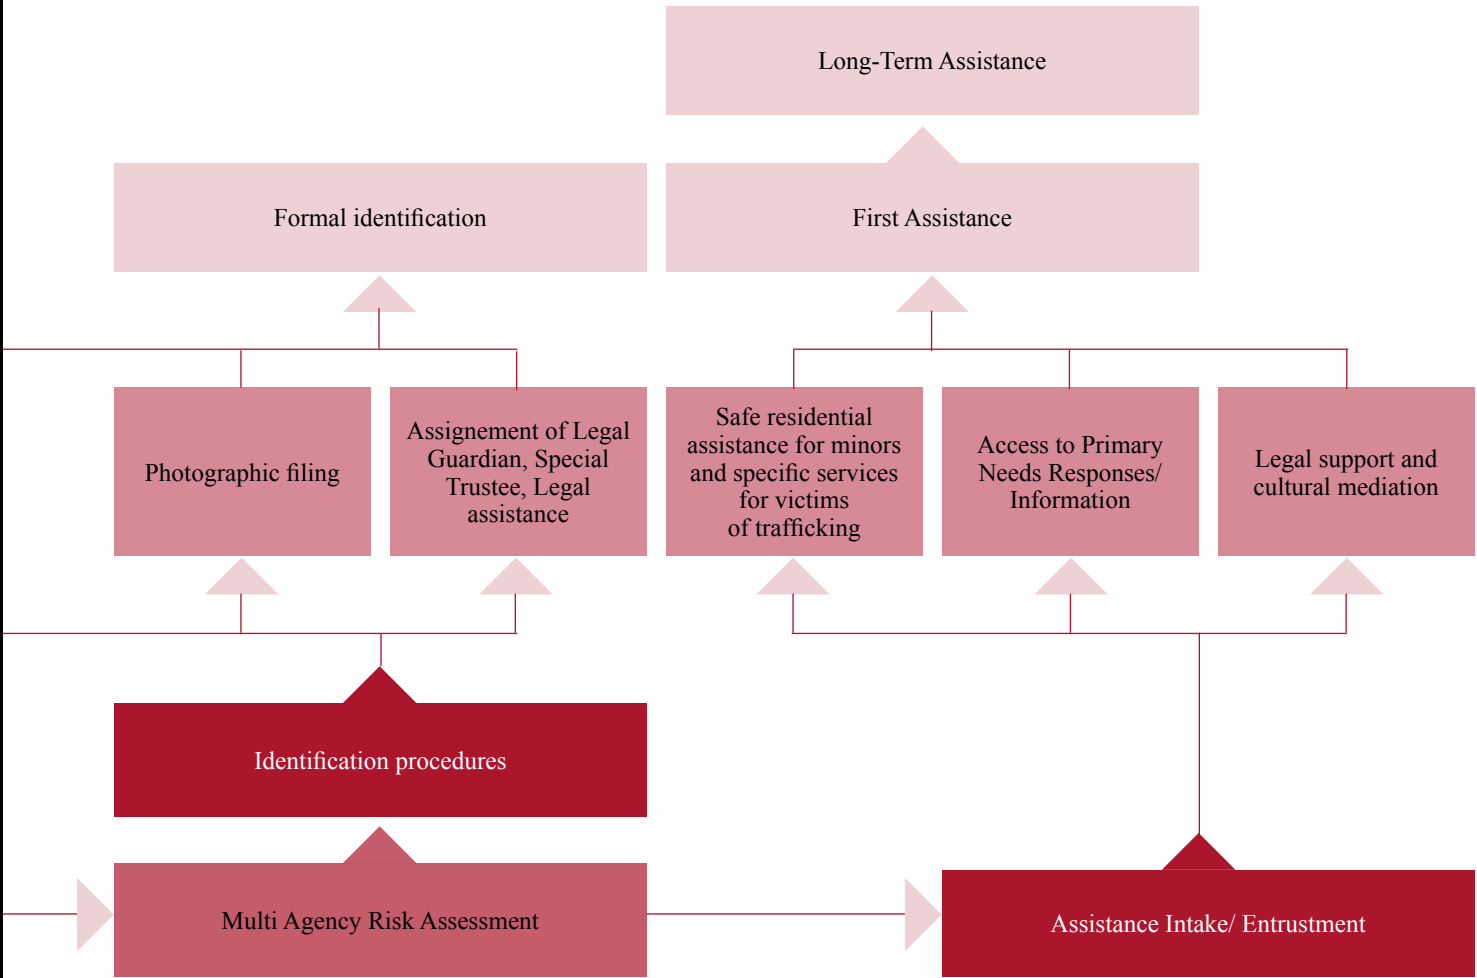 Long-Term Assistance
Formal identification
First Assistance
Photographic filing
Assignement of Legal
Guardian, Special
Trustee, Legal
assistance
Safe residential
assistance for minors
and specific services
for victims
of trafficking
Access to Primary
Needs Responses/
Information
Legal support and
cultural mediation
Identification procedures
Multi Agency Risk Assessment
Assistance Intake/ Entrustment